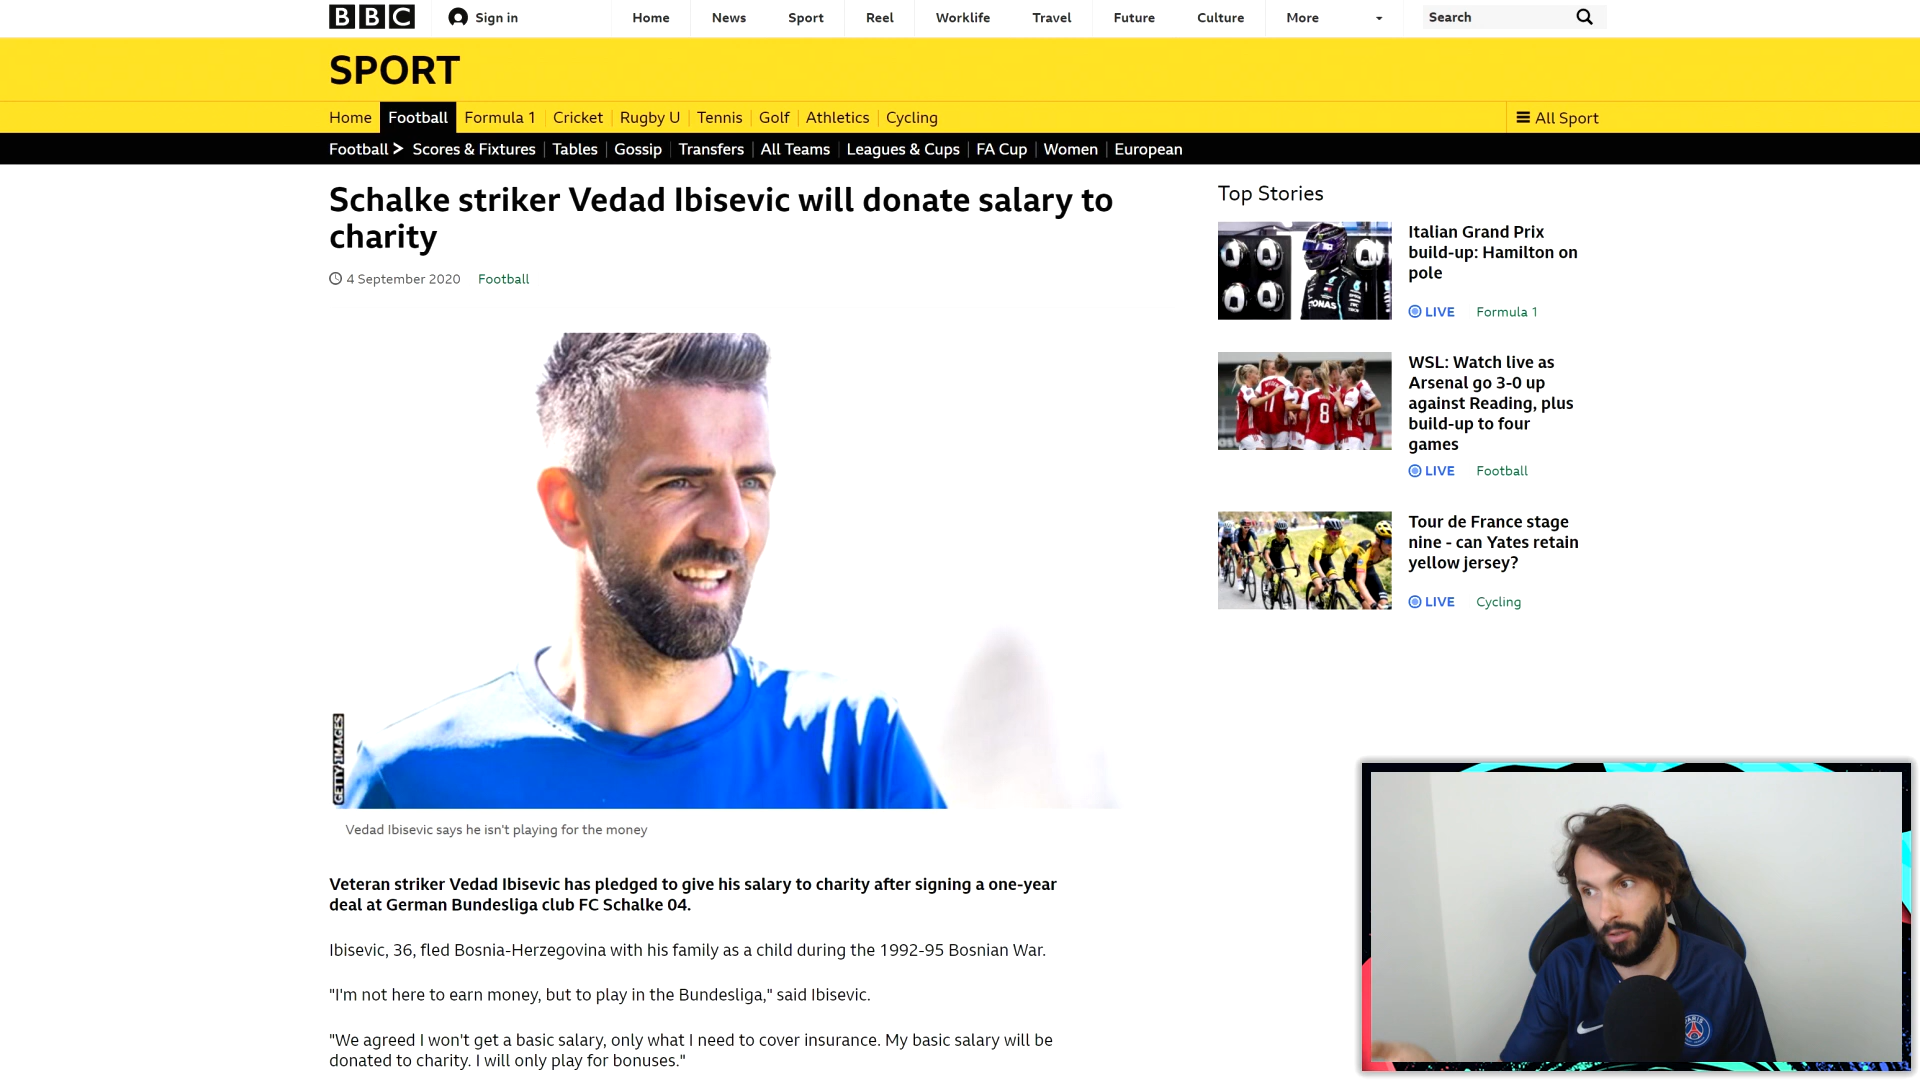 BBC
Sign in
Home
News
Sport
Reel
Worklife
Travel
Future
Culture
More
Search
SPORT
Home
Football
Formula 1
Cricket
Rugby U
Tennis
Golf
Athletics
Cycling
All Sport
Football
Scores & Fixtures
Tables
Gossip
Transfers
All Teams
Leagues & Cups
FA Cup
Women
European
Schalke striker Vedad Ibisevic will donate salary to
charity
4 September 2020
Football
GETTY IMAGES
Vedad Ibisevic says he isn't playing for the money
Veteran striker Vedad Ibisevic has pledged to give his salary to charity after signing a one-year
deal at German Bundesliga club FC Schalke 04.
Ibisevic, 36, fled Bosnia-Herzegovina with his family as a child during the 1992-95 Bosnian War.
"I'm not here to earn money, but to play in the Bundesliga," said Ibisevic.
"We agreed I won't get a basic salary, only what I need to cover insurance. My basic salary will be
donated to charity. I will only play for bonuses."
Top Stories
Italian Grand Prix
build-up: Hamilton on
pole
LIVE
Formula 1
WSL: Watch live as
Arsenal go 3-0 up
against Reading, plus
build-up to four
games
LIVE
Football
8
Tour de France stage
nine - can Yates retain
yellow jersey?
LIVE
Cycling
PARIS